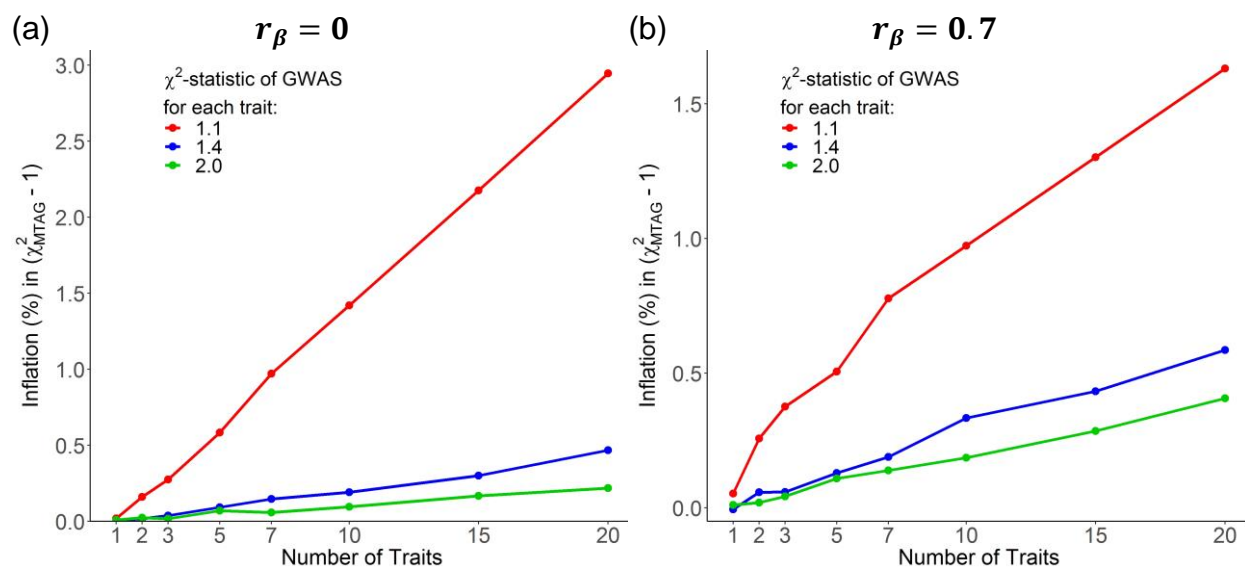 (a) r_β = 0
Inflation (%) in (χ²_MTAG - 1)
3.0
2.5
2.0
1.5
1.0
0.5
0.0
χ²-statistic of GWAS
for each trait:
1.1
1.4
2.0
1 2 3 5 7 10 15 20
Number of Traits
(b) r_β = 0.7
Inflation (%) in (χ²_MTAG - 1)
1.5
1.0
0.5
0.0
χ²-statistic of GWAS
for each trait:
1.1
1.4
2.0
1 2 3 5 7 10 15 20
Number of Traits